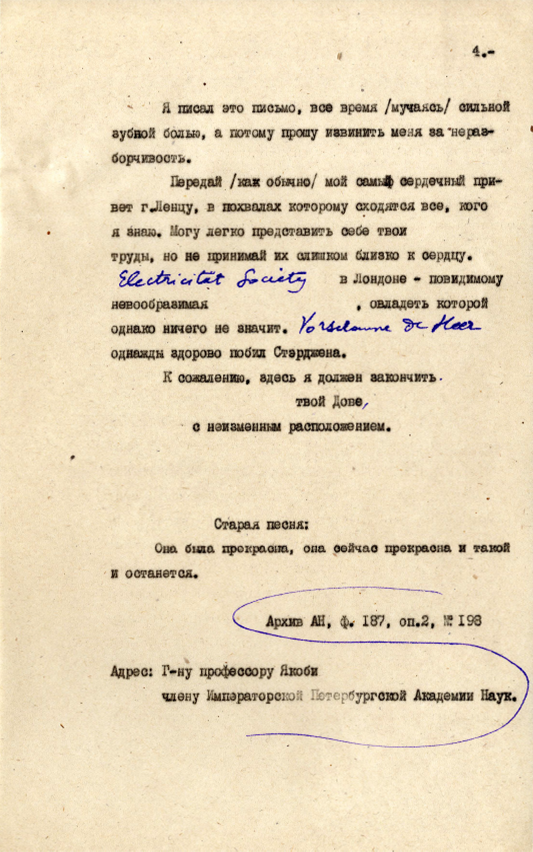 4.-
Я писал это письмо, все время /мучаясь/ сильной
зубной болью, а потому прошу извинить меня за нераз-
борчивость.
Передай /как обычно/ мой самый сердечный при-
вет г.Ленцу, в похвалах которому сходятся все, кого
я знаю. Могу легко представить себе твои
труды, но не принимай их слишком близко к сердцу.
Electricität Society в Лондоне - повидимому
невообразимая , овладеть которой
однако ничего не значит. de Heer
однажды здорово побил Стэрджена.
К сожалению, здесь я должен закончить.
твой Дове,
с неизменным расположением.
Старая песня:
Она была прекрасна, она сейчас прекрасна и такой
и останется.
Архив АН, ф. 187, оп.2, № 198
Адрес: Г-ну профессору Якоби
члену Императорской Петербургской Академии Наук.